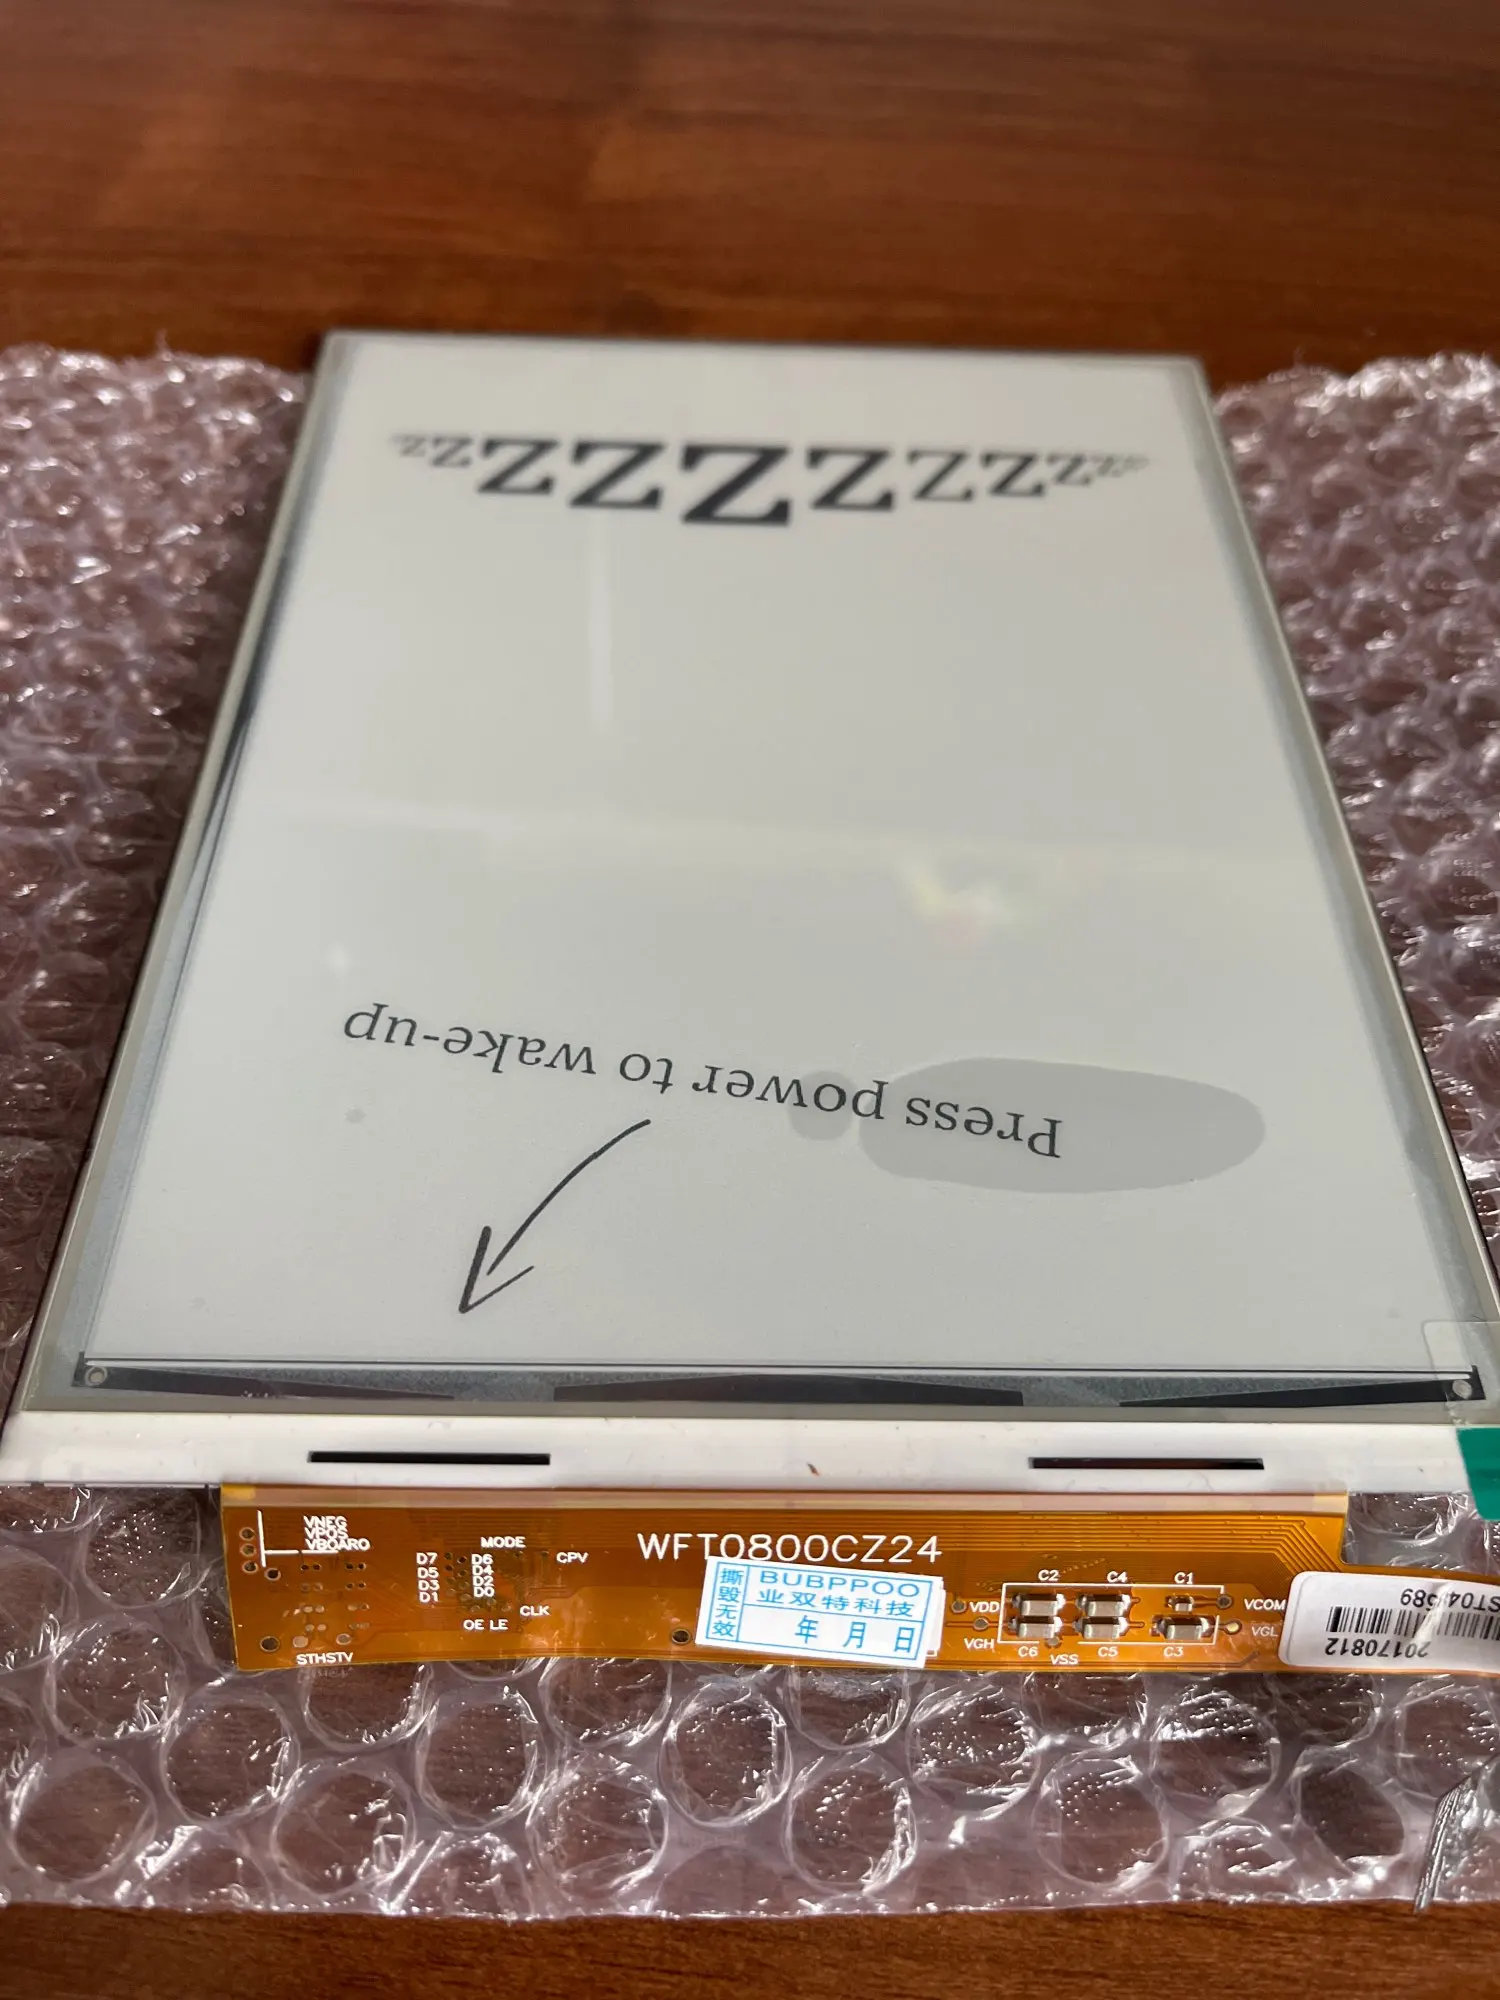 zzZZZZZZzzz
Press power to wake-up
VNEG
VPOS
VBOARO
MODE
CPV
D7 D6
D5 D4
D3 D2
D1 D0
CLK
OE LE
STHSTV
WFT0800CZ24
撕毁无效
BUBPPOO
业双特科技
年 月 日
C2 C4 C1
VDD
VCOM
VGH
VGL
C6 VSS C5 C3
20170812